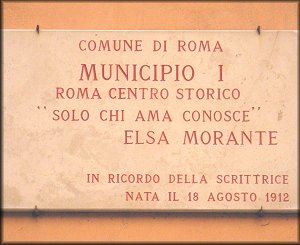 COMUNE DI ROMA
MUNICIPIO I
ROMA CENTRO STORICO
"SOLO CHI AMA CONOSCE"
ELSA MORANTE
IN RICORDO DELLA SCRITTRICE
NATA IL 18 AGOSTO 1912